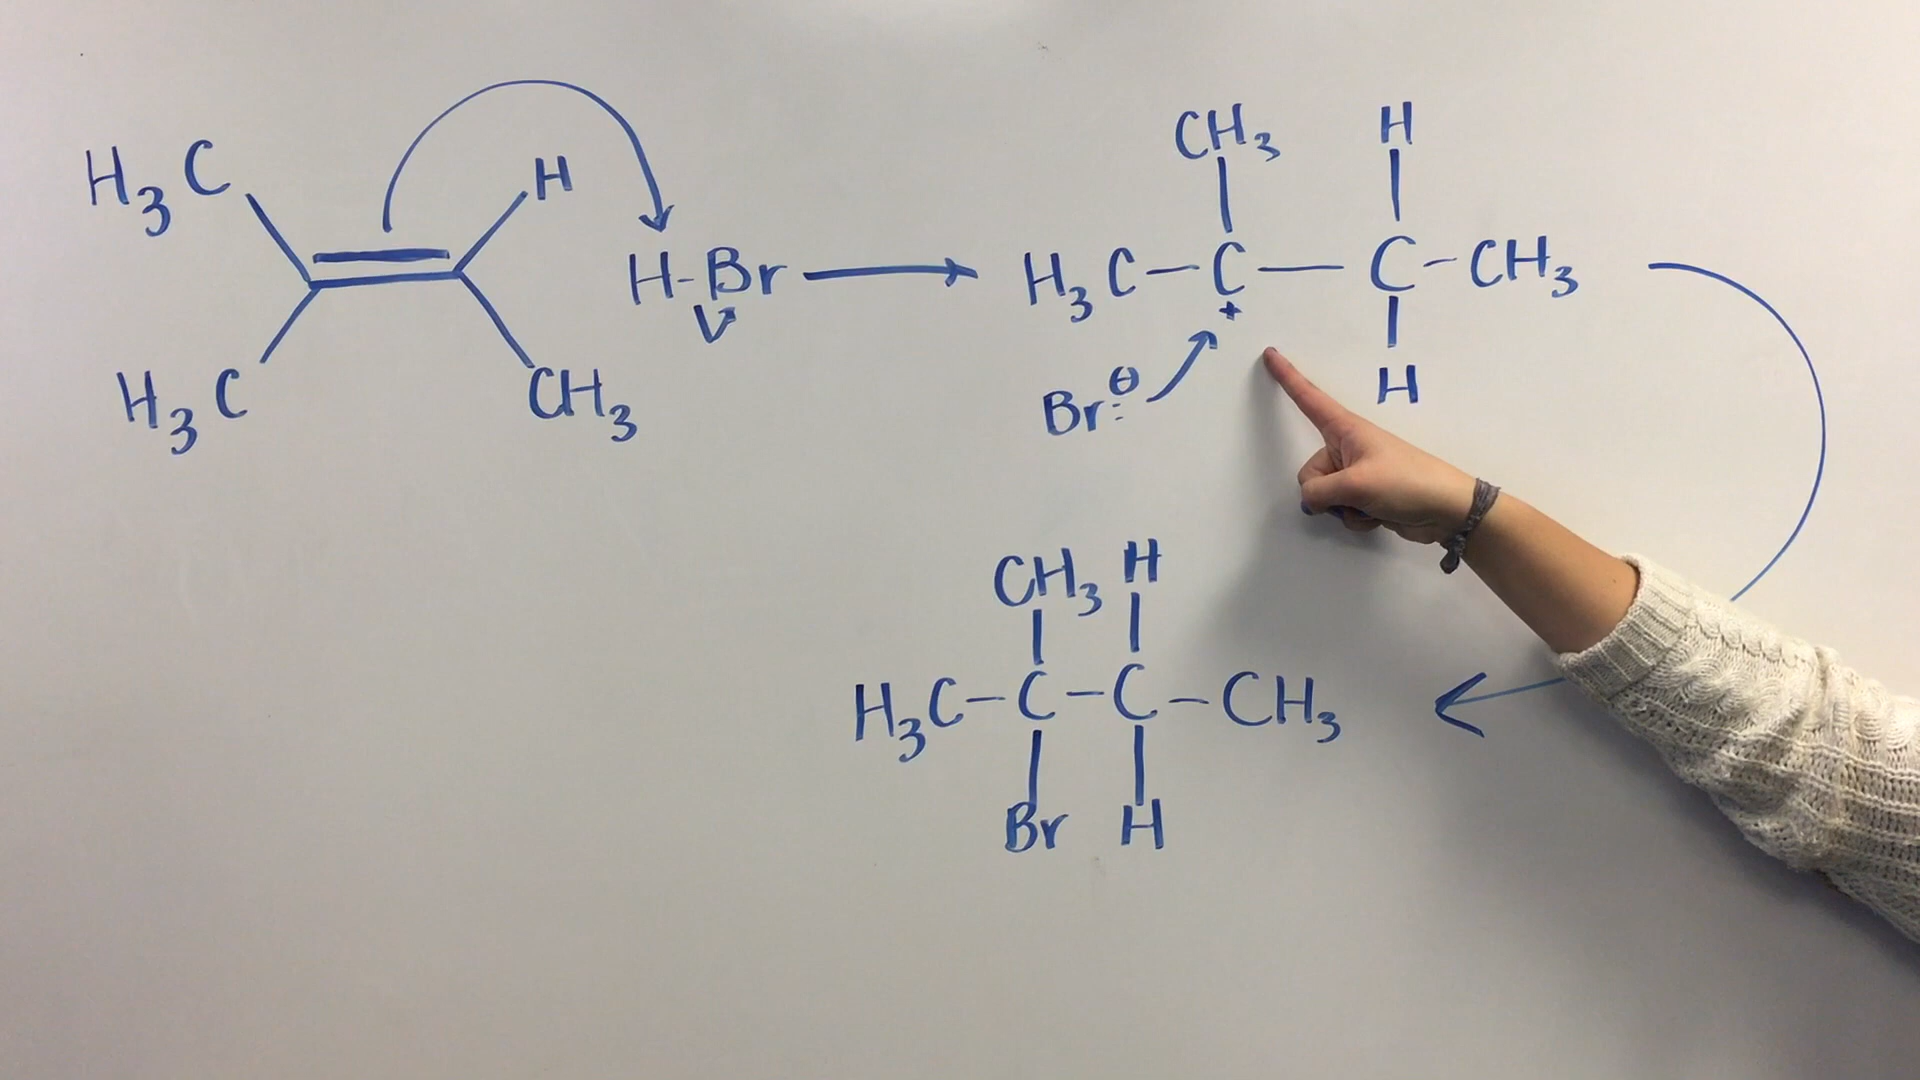 H₃C
H
H-Br
H₃C
CH₃
CH₃ H
H₃C-C-C-CH₃
+
Br:⊖
H
CH₃ H
H₃C-C-C-CH₃
Br H